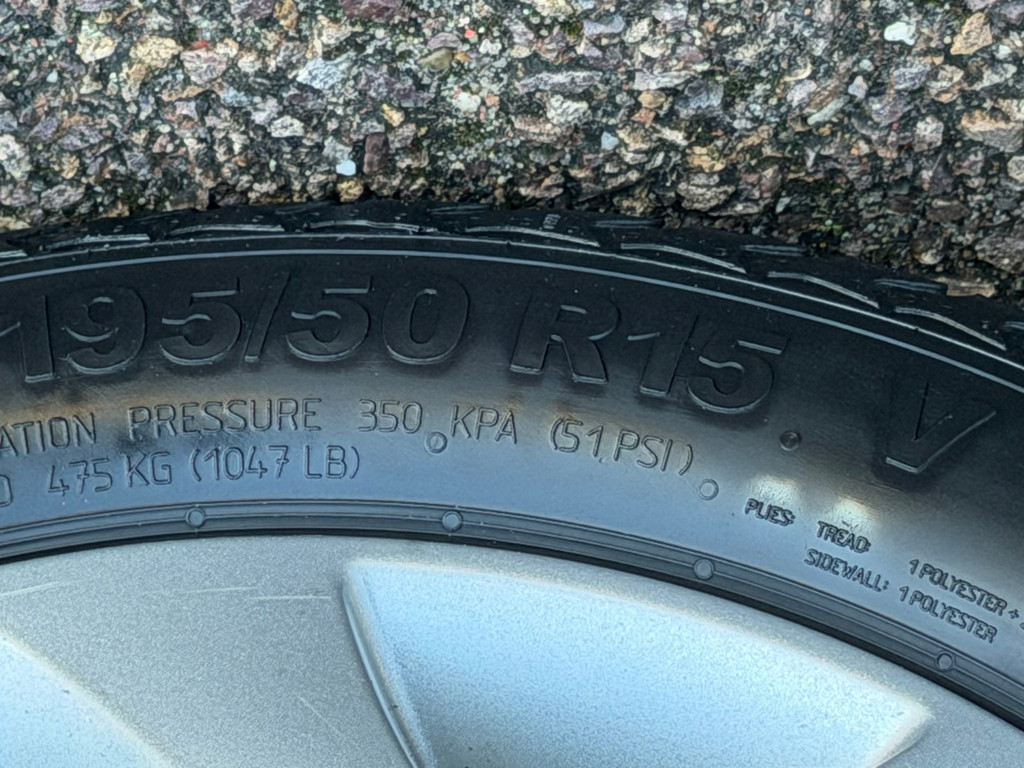 195/50 R15 V
ATION PRESSURE 350 KPA (51 PSI)
475 KG (1047 LB)
PLIES: TREAD: 1 POLYESTER +
SIDEWALL: 1 POLYESTER